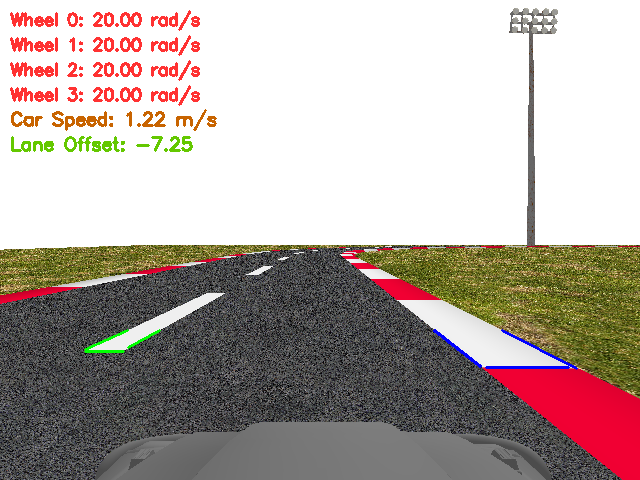 Wheel 0: 20.00 rad/s
Wheel 1: 20.00 rad/s
Wheel 2: 20.00 rad/s
Wheel 3: 20.00 rad/s
Car Speed: 1.22 m/s
Lane Offset: -7.25